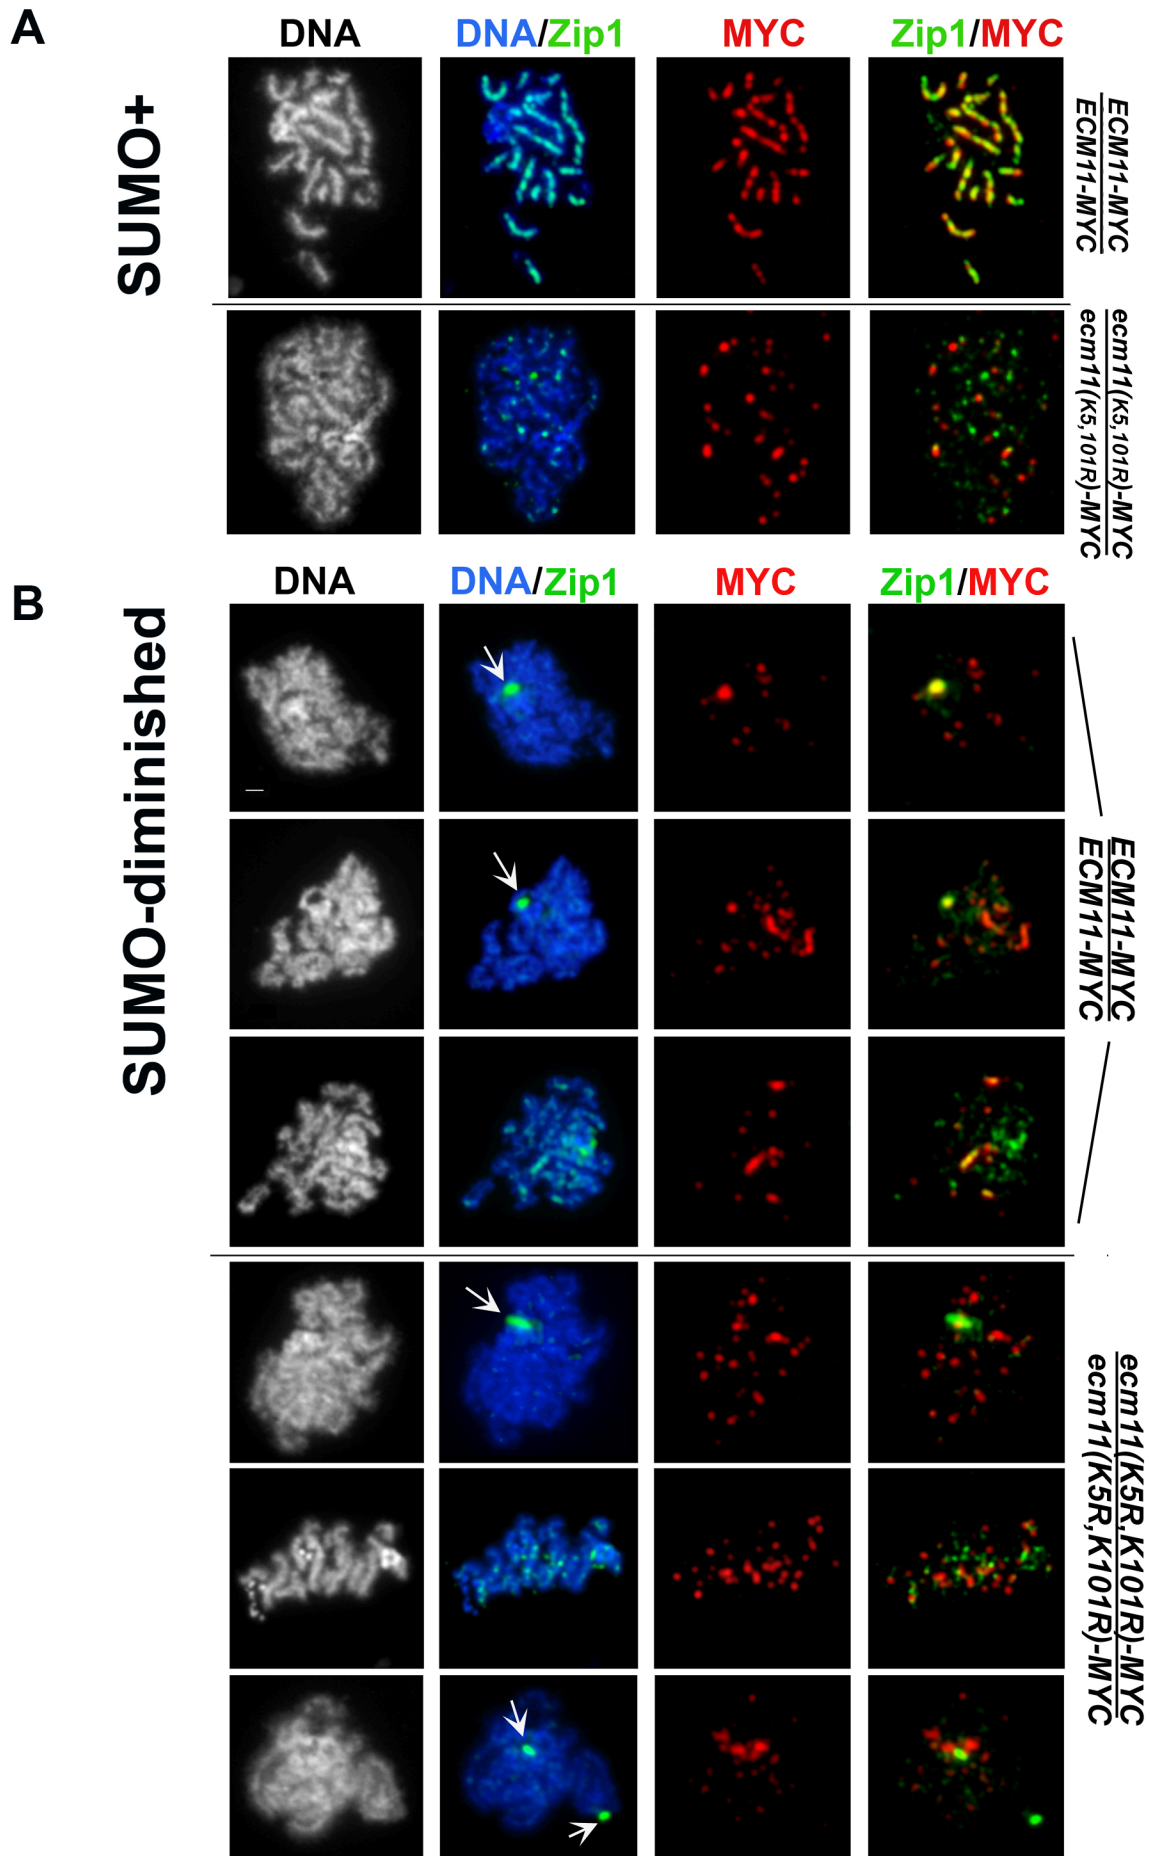 A
DNA
DNA/Zip1
MYC
Zip1/MYC
SUMO+
ECM11-MYC
ECM11-MYC
ecm11(K5,101R)-MYC
ecm11(K5,101R)-MYC
B
DNA
DNA/Zip1
MYC
Zip1/MYC
SUMO-diminished
ECM11-MYC
ECM11-MYC
ecm11(K5R,K101R)-MYC
ecm11(K5R,K101R)-MYC